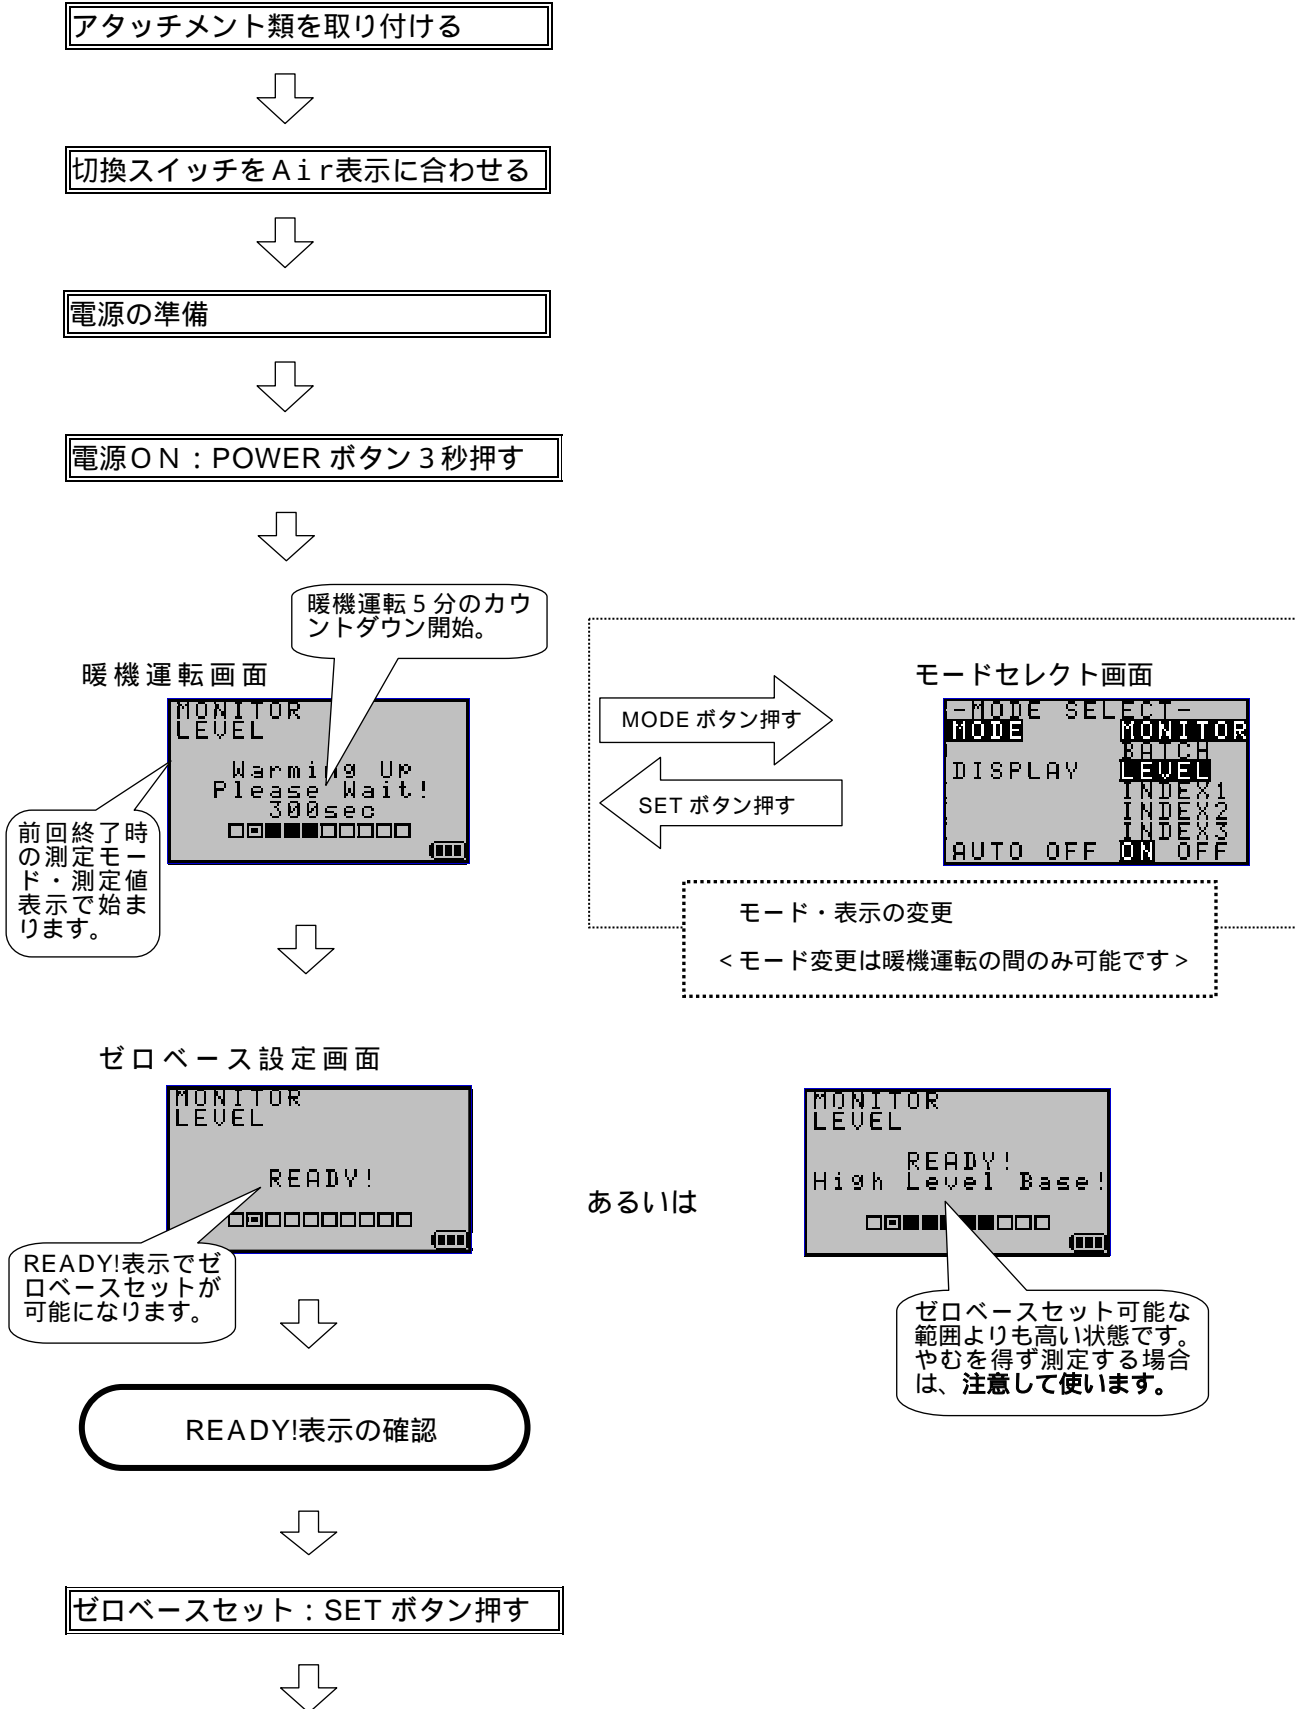 アタッチメント類を取り付ける
切換スイッチをＡｉｒ表示に合わせる
電源の準備
電源ＯＮ：POWER ボタン３秒押す
暖機運転５分のカウ
ントダウン開始。
暖機運転画面
MONITOR
LEVEL
Warming Up
Please Wait!
300sec
前回終了時
の測定モー
ド・測定値
表示で始ま
ります。
MODE ボタン押す
SET ボタン押す
モードセレクト画面
-MODE SELECT-
MODE MONITOR
BATCH
DISPLAY LEVEL
INDEX1
INDEX2
INDEX3
AUTO OFF ON OFF
モード・表示の変更
<モード変更は暖機運転の間のみ可能です>
ゼロベース設定画面
MONITOR
LEVEL
READY!
READY!表示でゼ
ロベースセットが
可能になります。
あるいは
MONITOR
LEVEL
READY!
High Level Base!
ゼロベースセット可能な
範囲よりも高い状態です。
やむを得ず測定する場合
は、注意して使います。
READY!表示の確認
ゼロベースセット：SET ボタン押す